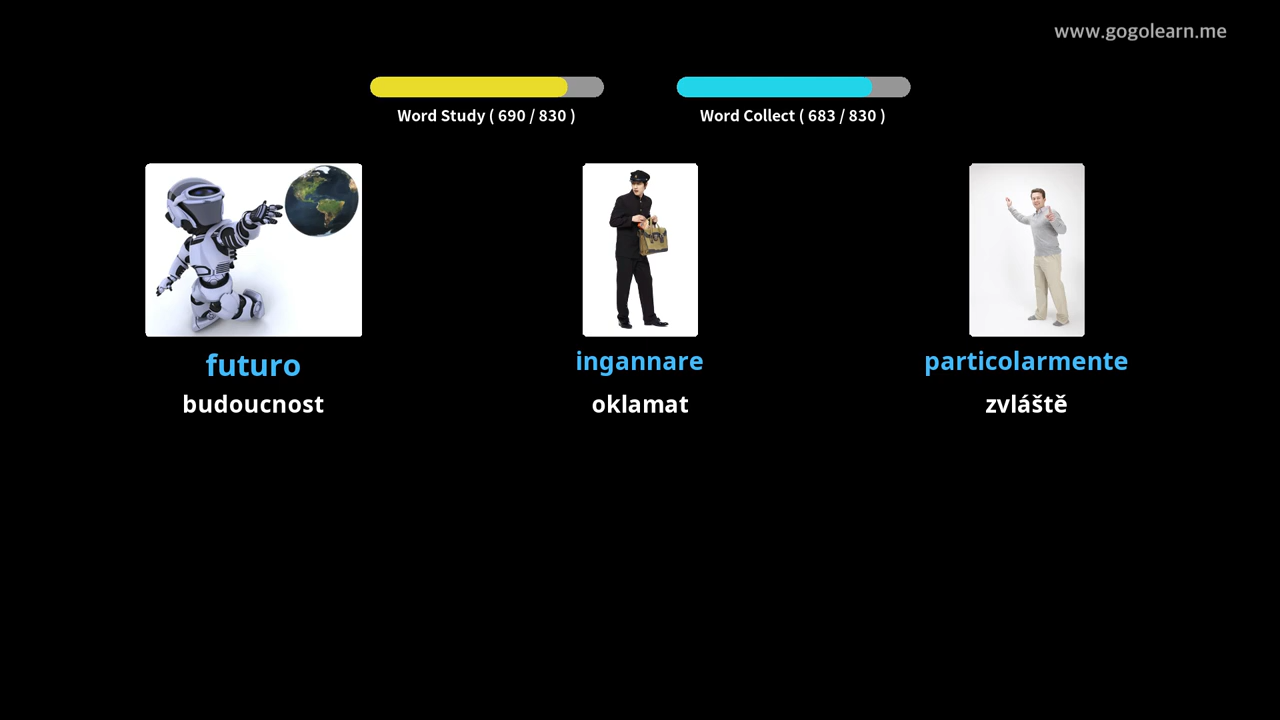 www.gogolearn.me
Word Study ( 690 / 830 )
Word Collect ( 683 / 830 )
futuro
ingannare
particolarmente
budoucnost
oklamat
zvláště